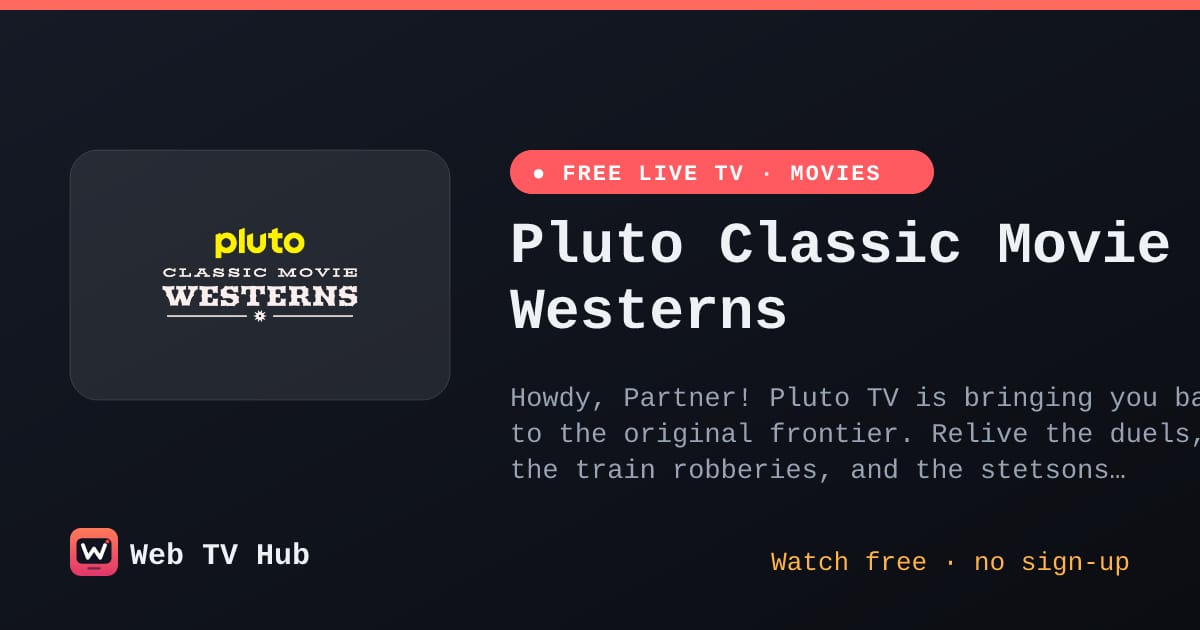 pluto
CLASSIC MOVIE
WESTERNS
● FREE LIVE TV · MOVIES
Pluto Classic Movie
Westerns
Howdy, Partner! Pluto TV is bringing you
to the original frontier. Relive the duels,
the train robberies, and the stetsons…
W
Web TV Hub
Watch free · no sign-up